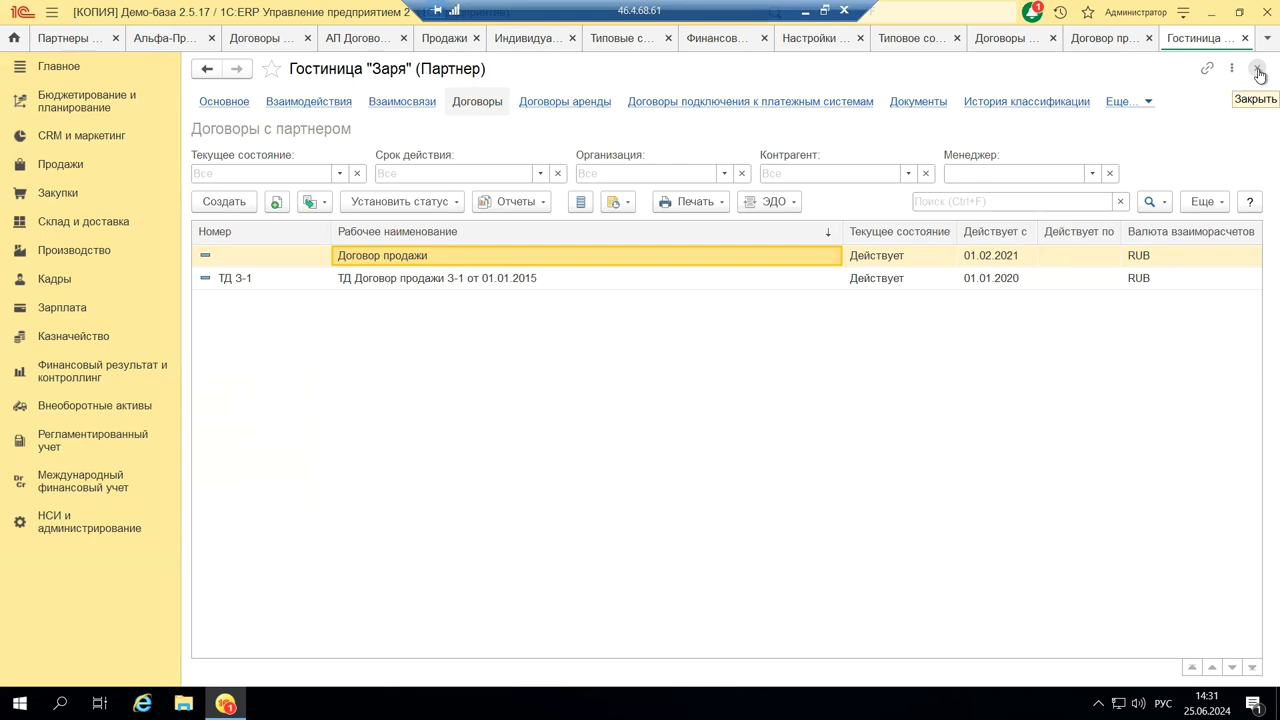 [КОПИЯ] Демо-база 2.5.17 / 1С:ERP Управление предприятием 2
46.4.68.61
1
Администратор
Партнеры ...
Альфа-Пр...
Договоры ...
АП Догово...
Продажи
Индивидуа...
Типовые с...
Финансов...
Настройки ...
Типовое со...
Договоры ...
Договор пр...
Гостиница ...
Главное
Бюджетирование и
планирование
CRM и маркетинг
Продажи
Закупки
Склад и доставка
Производство
Кадры
Зарплата
Казначейство
Финансовый результат и
контроллинг
Внеоборотные активы
Регламентированный
учет
Dr
Cr
Международный
финансовый учет
НСИ и
администрирование
Гостиница "Заря" (Партнер)
Закрыть
Основное
Взаимодействия
Взаимосвязи
Договоры
Договоры аренды
Договоры подключения к платежным системам
Документы
История классификации
Еще...
Договоры с партнером
Текущее состояние:
Срок действия:
Организация:
Контрагент:
Менеджер:
Все
Все
Все
Все
Создать
Установить статус
Отчеты
Печать
ЭДО
Поиск (Ctrl+F)
Еще
?
Номер
Рабочее наименование ↓
Текущее состояние
Действует с
Действует по
Валюта взаиморасчетов
Договор продажи
Действует
01.02.2021
RUB
ТД З-1
ТД Договор продажи З-1 от 01.01.2015
Действует
01.01.2020
RUB
1
РУС
14:31
25.06.2024
1